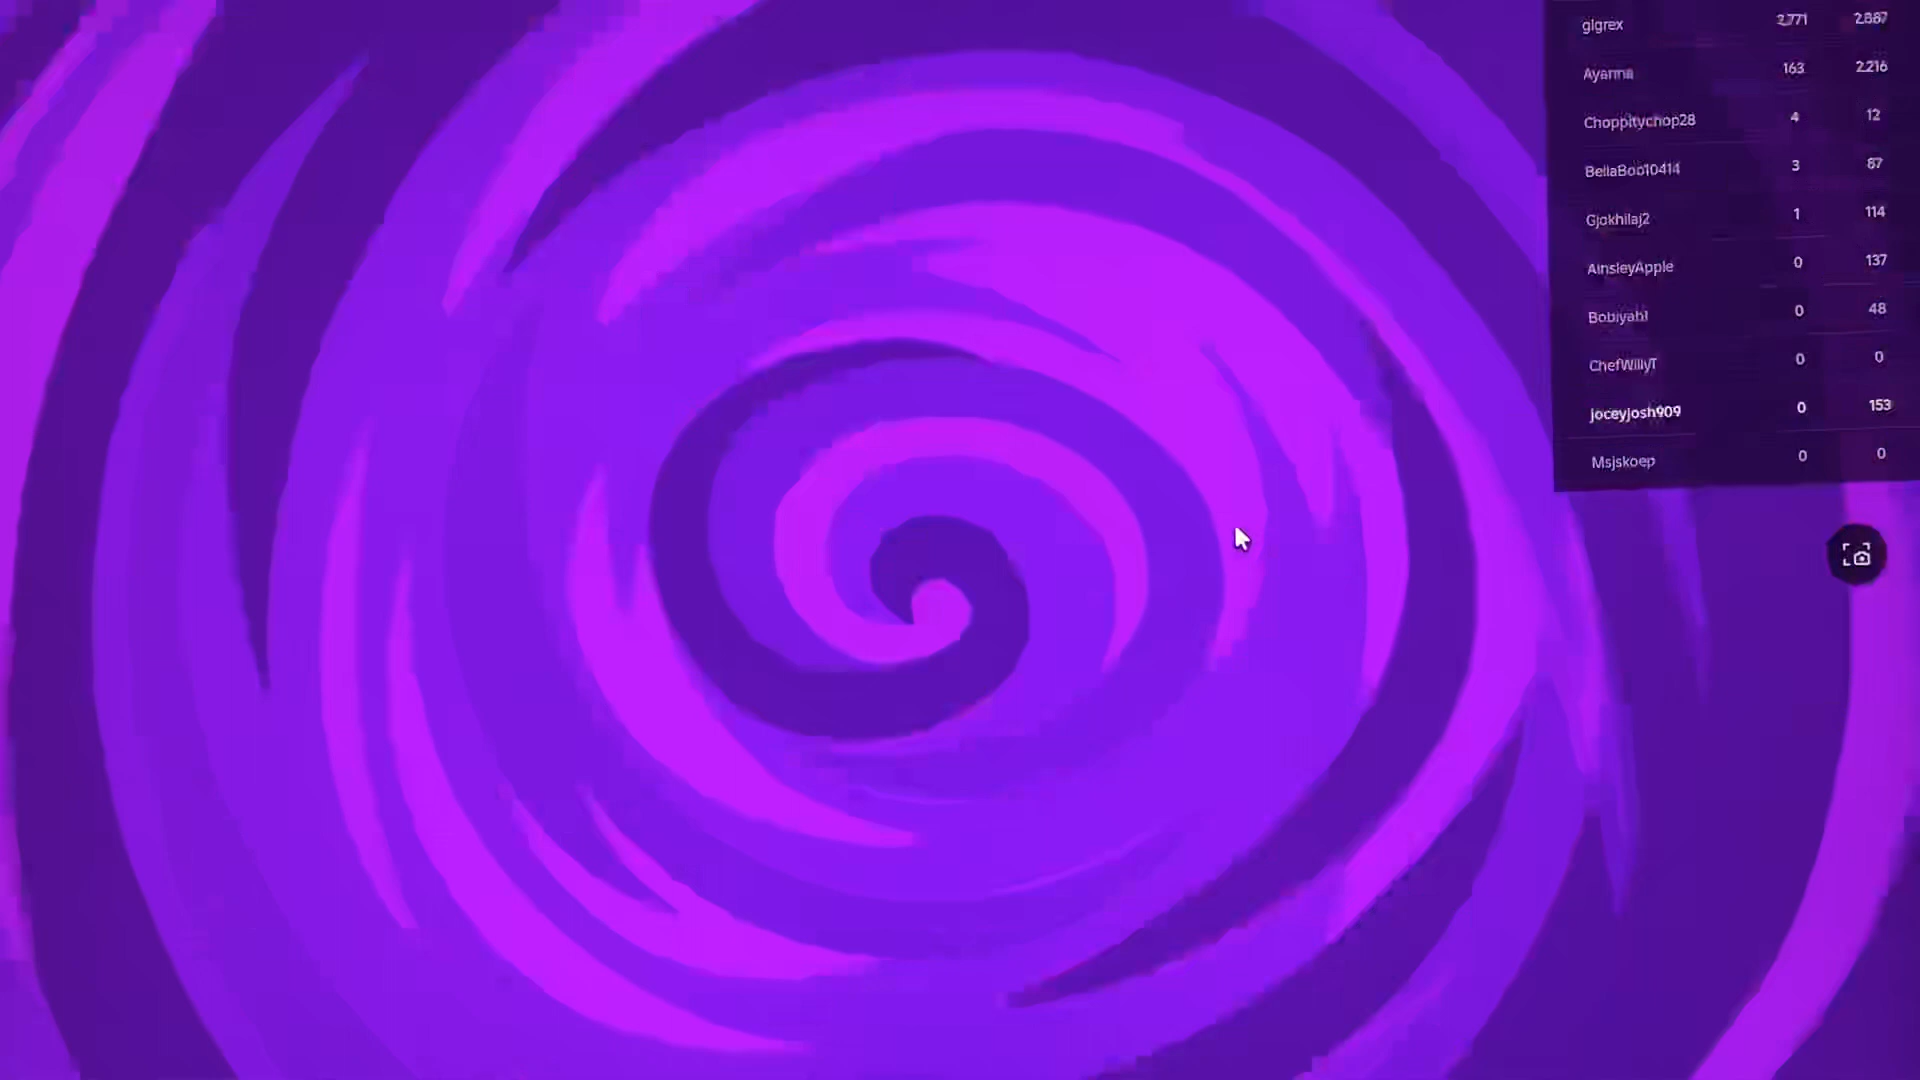 glgrex 2,771 2,887
Ayanna 163 2,216
Choppitychop28 4 12
BellaBoo10414 3 87
Gjokhilaj2 1 114
AinsleyApple 0 137
0 48
ChefWillyT 0 0
joceyjosh909 0 153
Msjskoep 0 0